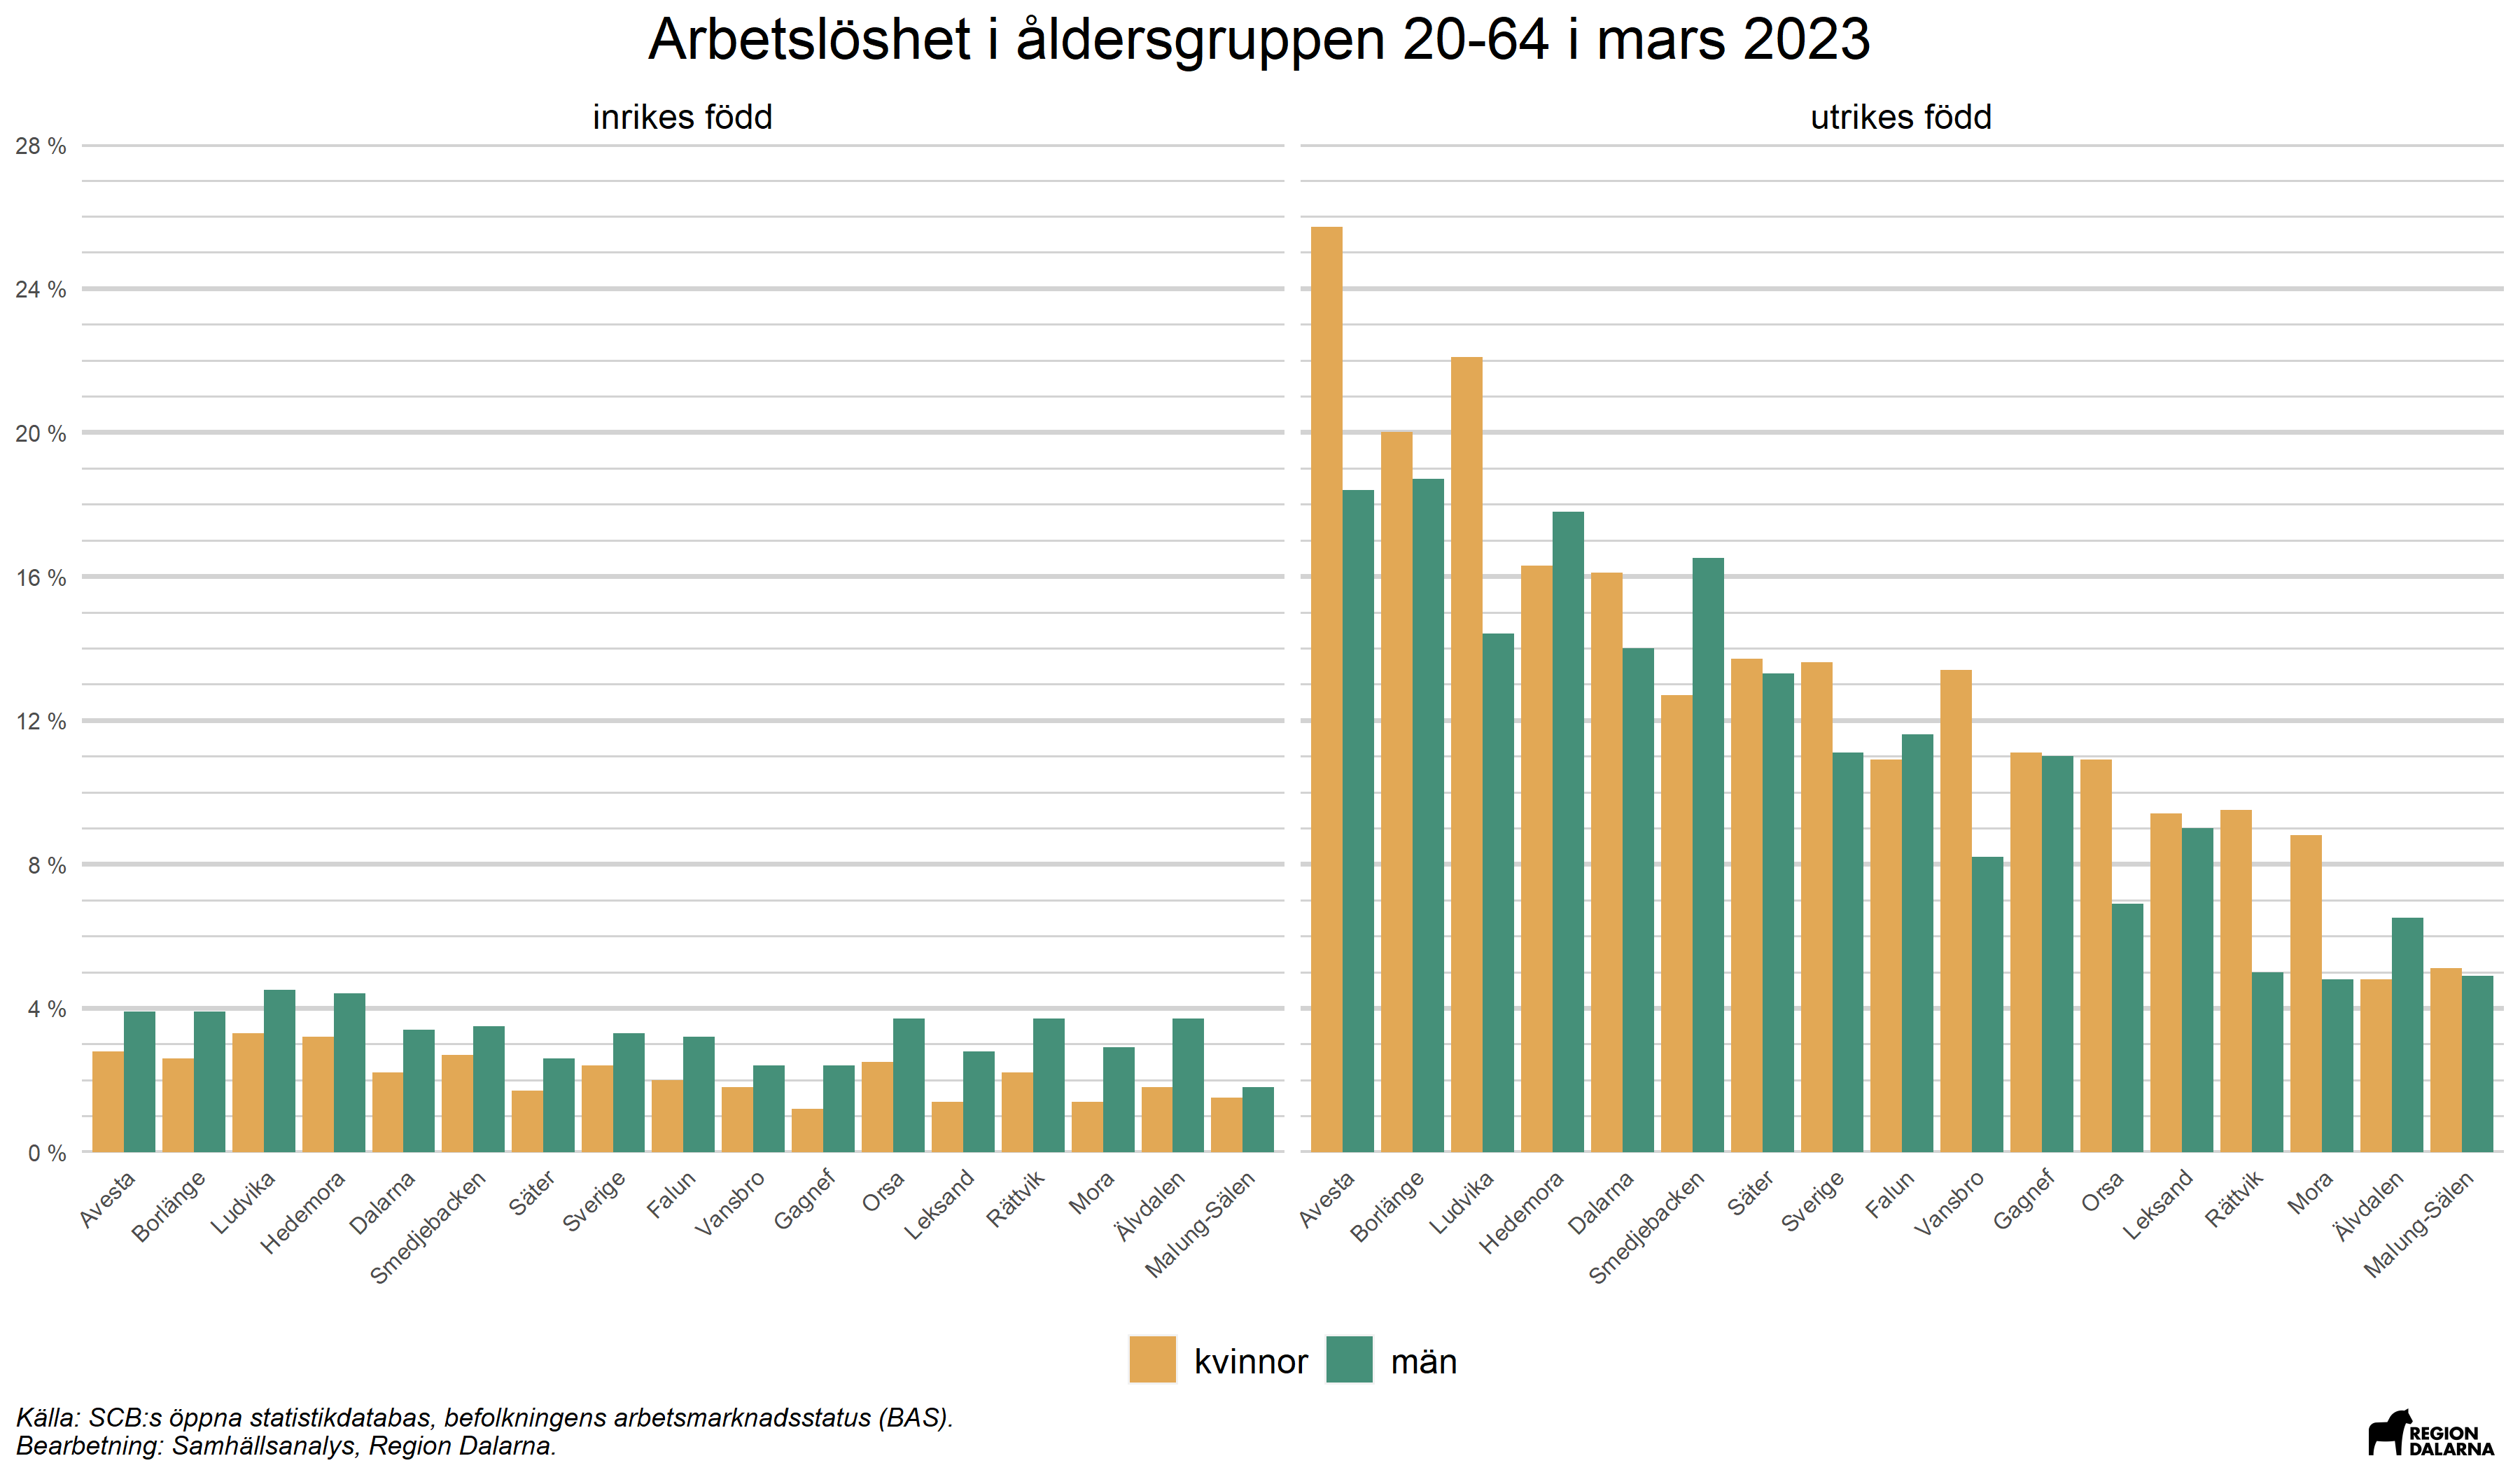 Arbetslöshet i åldersgruppen 20-64 i mars 2023
inrikes född
utrikes född
28 %
24 %
20 %
16 %
12 %
8 %
4 %
0 %
Avesta
Borlänge
Ludvika
Hedemora
Dalarna
Smedjebacken
Säter
Sverige
Falun
Vansbro
Gagnef
Orsa
Leksand
Rättvik
Mora
Älvdalen
Malung-Sälen
Avesta
Borlänge
Ludvika
Hedemora
Dalarna
Smedjebacken
Säter
Sverige
Falun
Vansbro
Gagnef
Orsa
Leksand
Rättvik
Mora
Älvdalen
Malung-Sälen
kvinnor
män
Källa: SCB:s öppna statistikdatabas, befolkningens arbetsmarknadsstatus (BAS).
Bearbetning: Samhällsanalys, Region Dalarna.
REGION
DALARNA